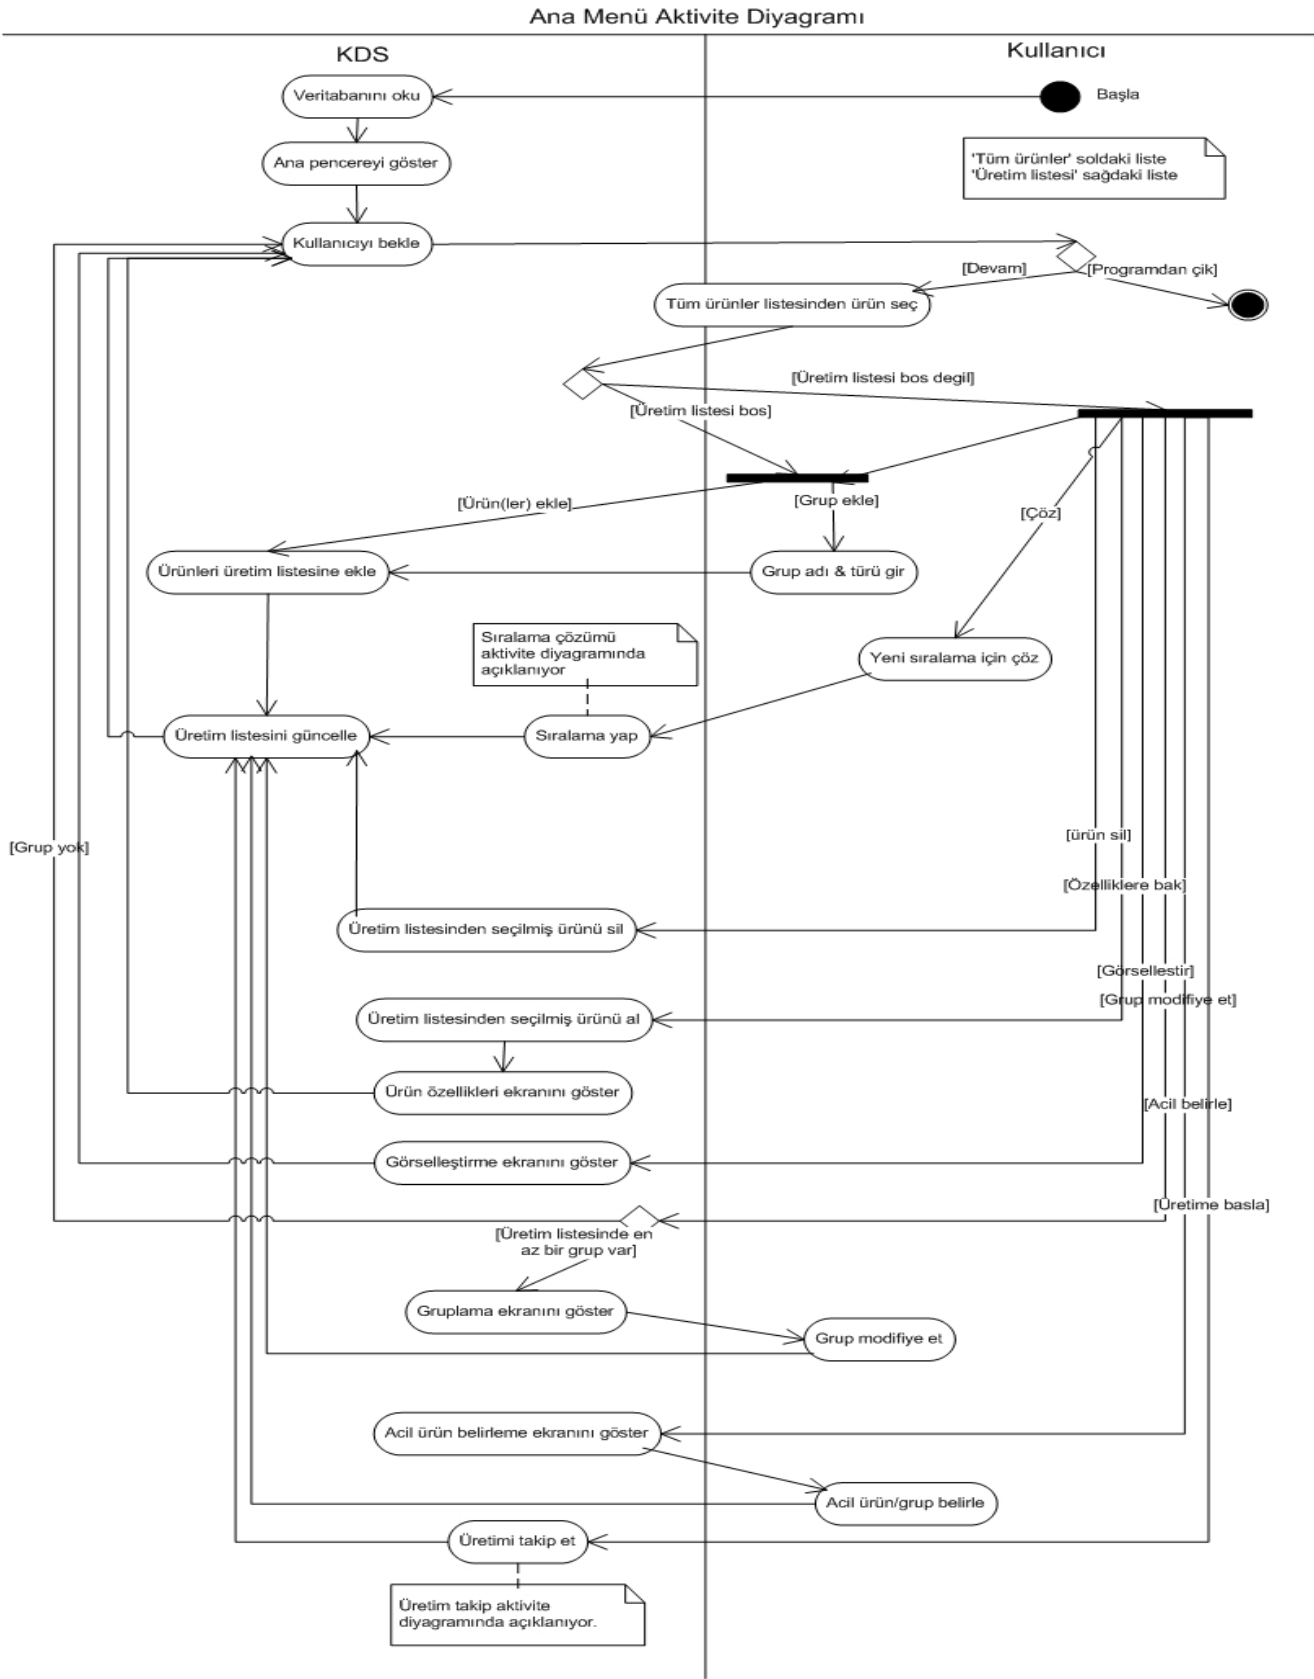 Ana Menü Aktivite Diyagramı
KDS
Kullanıcı
Veritabanını oku
Başla
Ana pencereyi göster
'Tüm ürünler' soldaki liste
'Üretim listesi' sağdaki liste
Kullanıcıyı bekle
[Devam]
[Programdan çik]
Tüm ürünler listesinden ürün seç
[Üretim listesi bos degil]
[Üretim listesi bos]
[Ürün(ler) ekle]
[Grup ekle]
[Çöz]
Ürünleri üretim listesine ekle
Grup adı & türü gir
Sıralama çözümü
aktivite diyagramında
açıklanıyor
Yeni sıralama için çöz
Üretim listesini güncelle
Sıralama yap
[Grup yok]
[ürün sil]
[Özelliklere bak]
Üretim listesinden seçilmiş ürünü sil
[Görsellestir]
[Grup modifiye et]
Üretim listesinden seçilmiş ürünü al
Ürün özellikleri ekranını göster
[Acil belirle]
Görselleştirme ekranını göster
[Üretime basla]
[Üretim listesinde en
az bir grup var]
Gruplama ekranını göster
Grup modifiye et
Acil ürün belirleme ekranını göster
Acil ürün/grup belirle
Üretimi takip et
Üretim takip aktivite
diyagramında açıklanıyor.